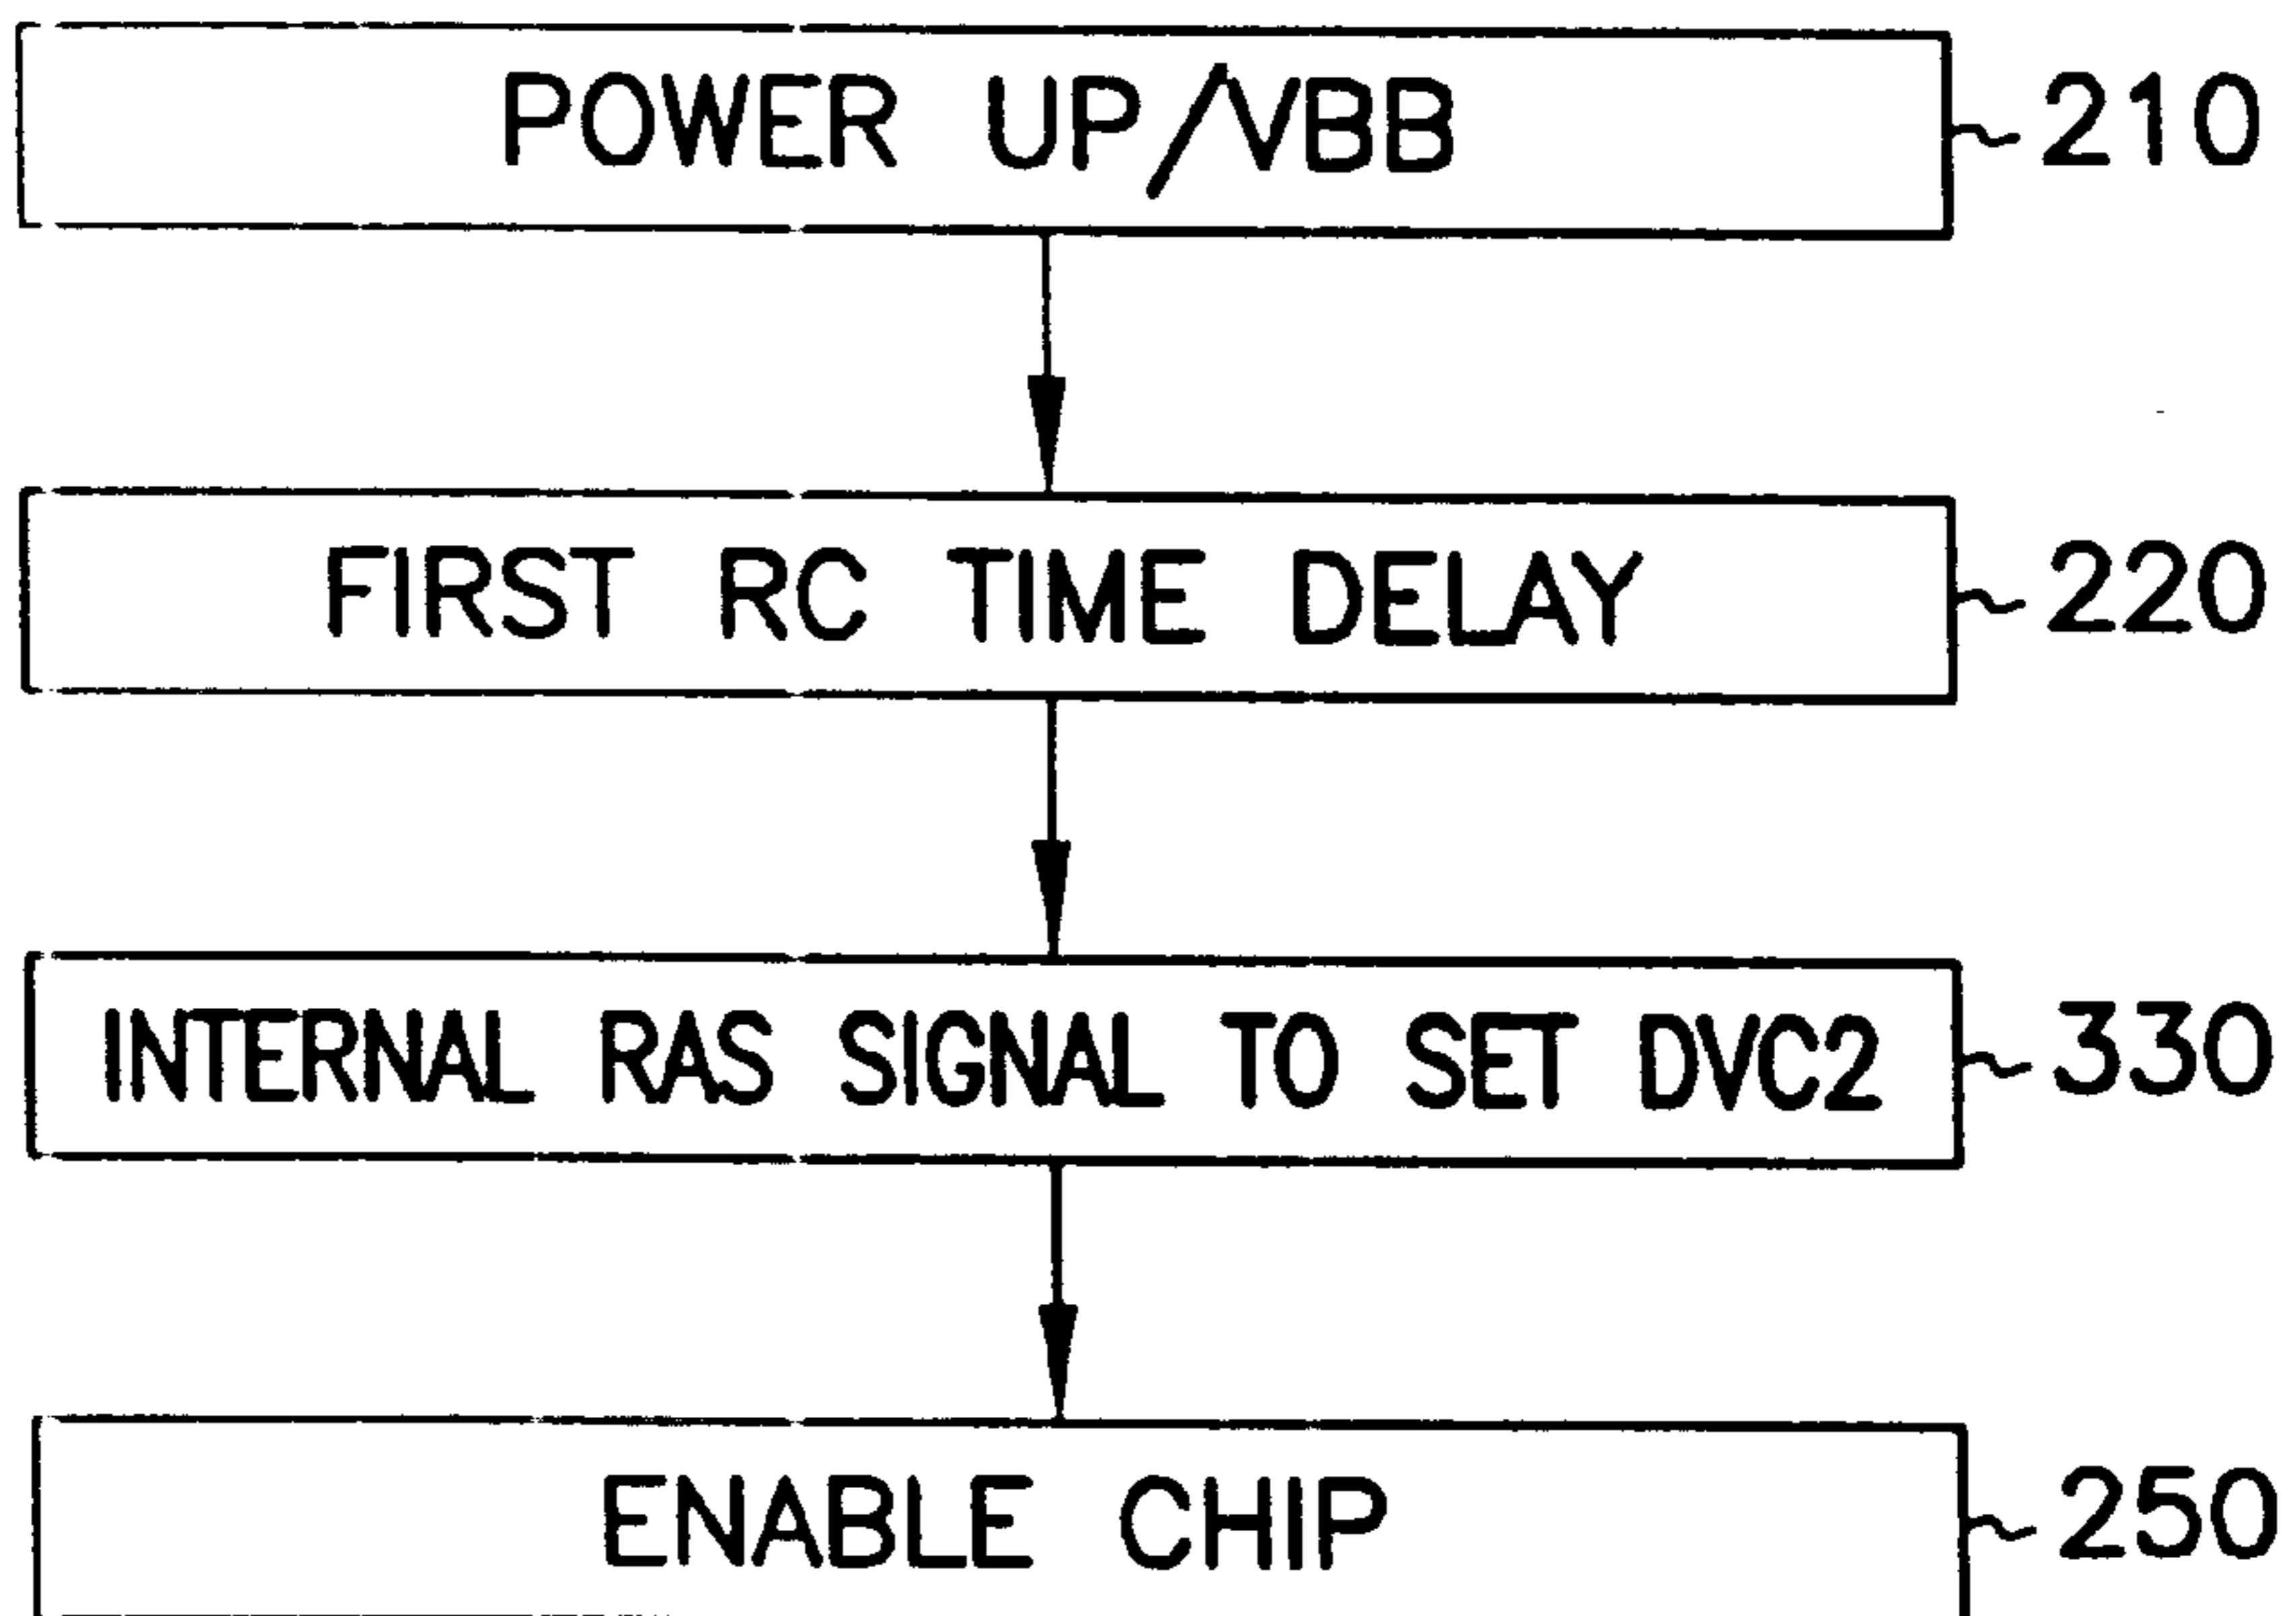 POWER UP/VBB 210
FIRST RC TIME DELAY 220
INTERNAL RAS SIGNAL TO SET DVC2 330
ENABLE CHIP 250